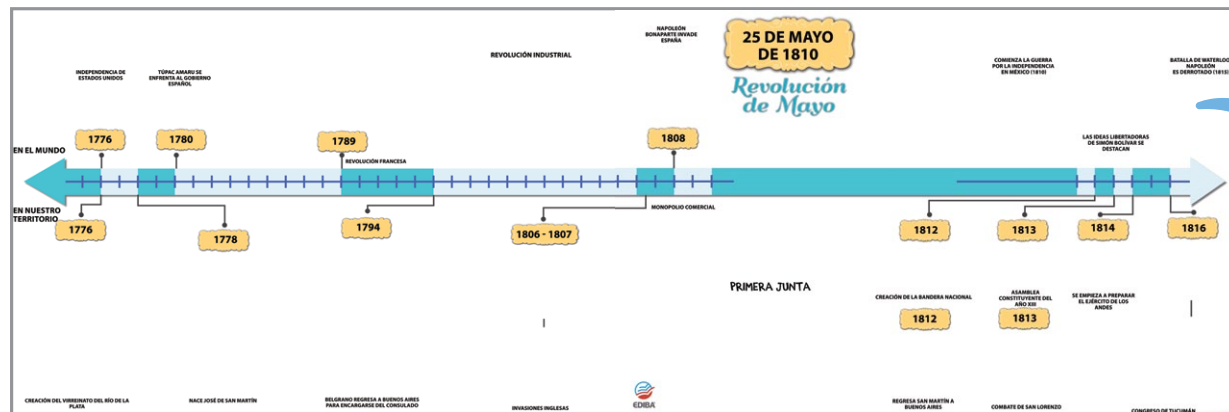 25 DE MAYO
DE 1810
Revolución
de Mayo
NAPOLEÓN
BONAPARTE INVADE
ESPAÑA
REVOLUCIÓN INDUSTRIAL
INDEPENDENCIA DE
ESTADOS UNIDOS
TÚPAC AMARU SE
ENFRENTA AL GOBIERNO
ESPAÑOL
COMIENZA LA GUERRA
POR LA INDEPENDENCIA
EN MÉXICO (1810)
BATALLA DE WATERLOO
NAPOLEÓN
ES DERROTADO (1815)
EN EL MUNDO
1776
1780
1789
REVOLUCIÓN FRANCESA
1808
LAS IDEAS LIBERTADORAS
DE SIMÓN BOLÍVAR SE
DESTACAN
EN NUESTRO
TERRITORIO
1776
1778
1794
1806 - 1807
MONOPOLIO COMERCIAL
1812
1813
1814
1816
PRIMERA JUNTA
CREACIÓN DE LA BANDERA NACIONAL
1812
ASAMBLEA
CONSTITUYENTE DEL
AÑO XIII
1813
SE EMPIEZA A PREPARAR
EL EJÉRCITO DE LOS
ANDES
CREACIÓN DEL VIRREINATO DEL RÍO DE LA
PLATA
NACE JOSÉ DE SAN MARTÍN
BELGRANO REGRESA A BUENOS AIRES
PARA ENCARGARSE DEL CONSULADO
INVASIONES INGLESAS
EDIBA
REGRESA SAN MARTÍN A
BUENOS AIRES
COMBATE DE SAN LORENZO
CONGRESO DE TUCUMÁN